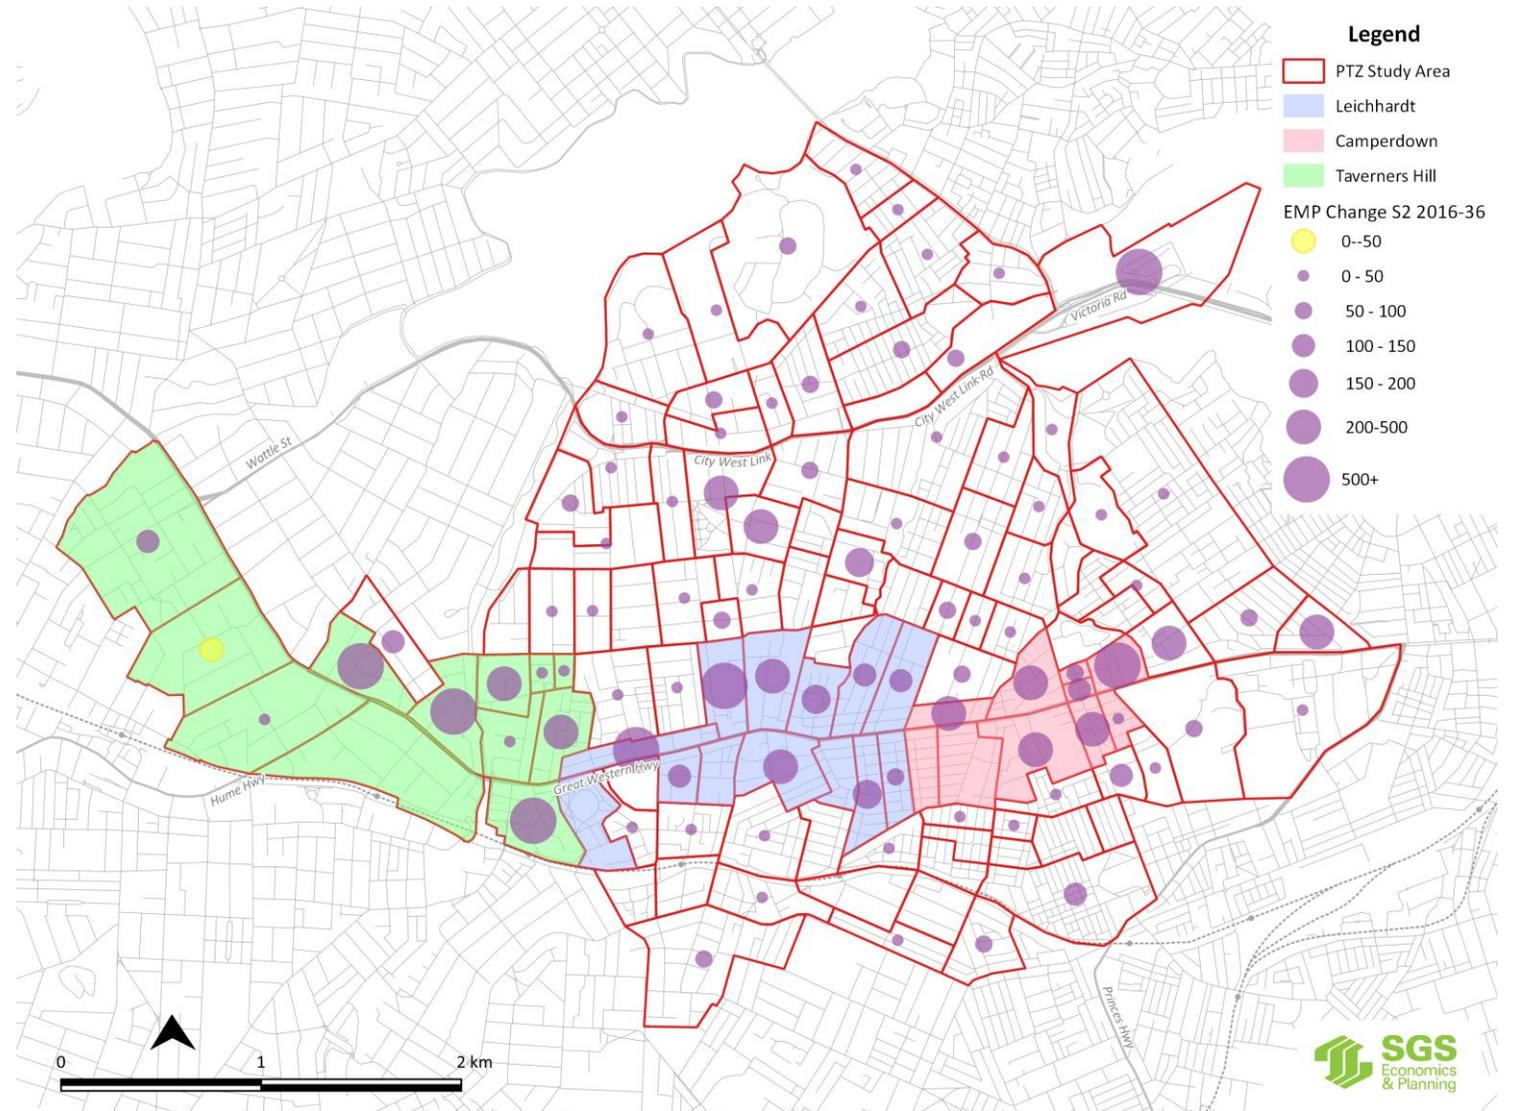 Legend
PTZ Study Area
Leichhardt
Camperdown
Taverners Hill
EMP Change S2 2016-36
0--50
0 - 50
50 - 100
100 - 150
150 - 200
200-500
500+
Victoria Rd
City West Link Rd
Wattle St
City West Link
Great Western Hwy
Hume Hwy
Princes Hwy
0 1 2 km
SGS
Economics
& Planning